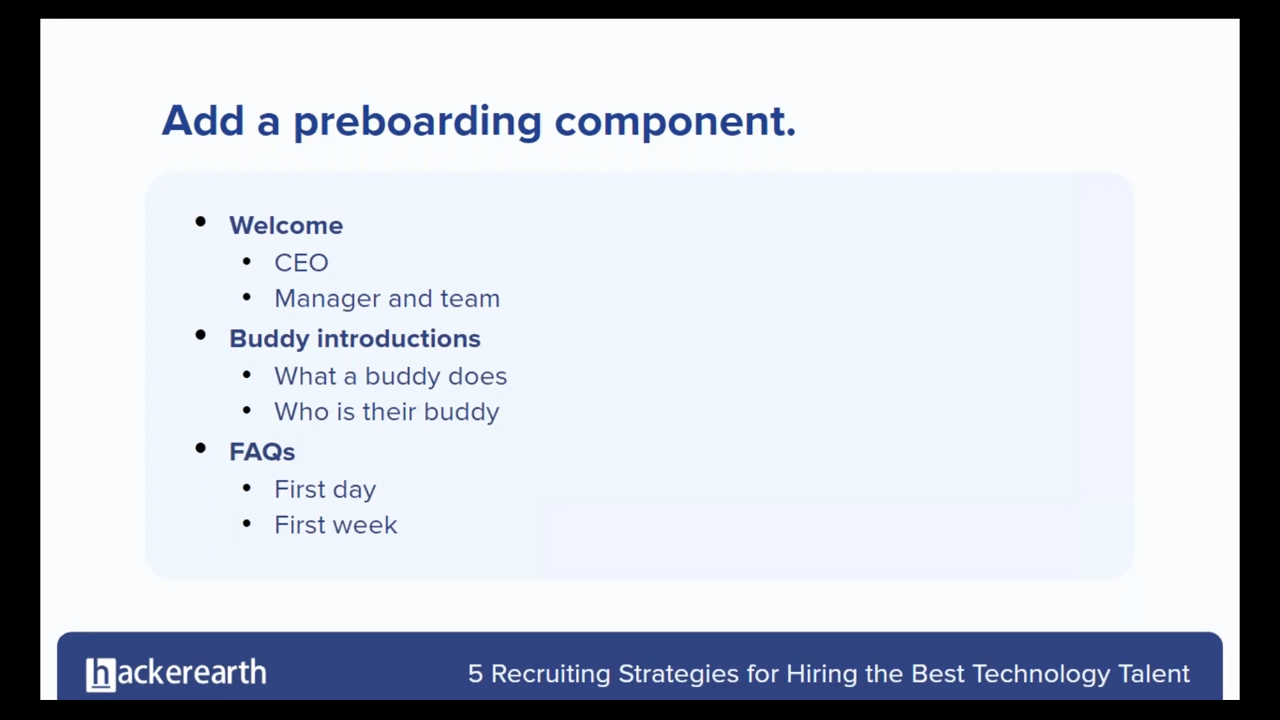 Add a preboarding component.
• Welcome
• CEO
• Manager and team
• Buddy introductions
• What a buddy does
• Who is their buddy
• FAQs
• First day
• First week
hackerearth
5 Recruiting Strategies for Hiring the Best Technology Talent